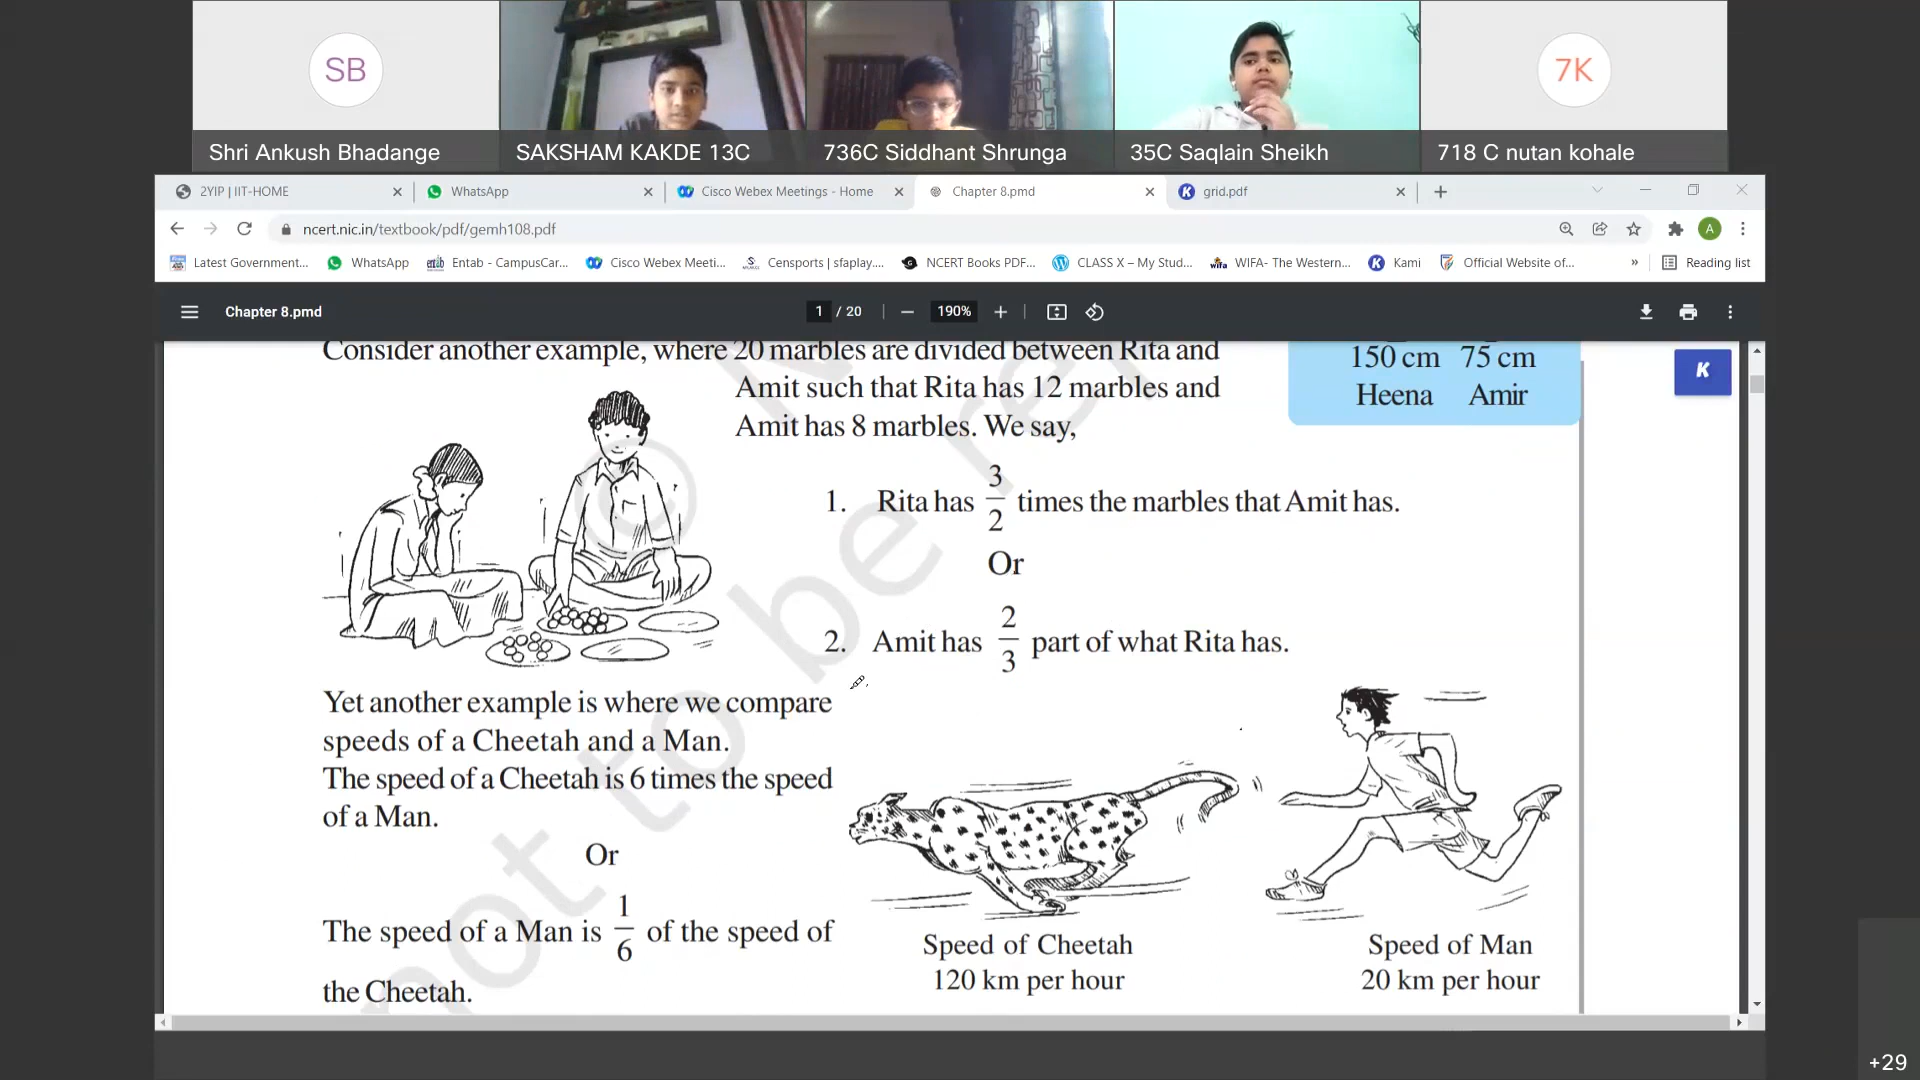 SB
7K
Shri Ankush Bhadange
SAKSHAM KAKDE 13C
736C Siddhant Shrunga
35C Saqlain Sheikh
718 C nutan kohale
2YIP | IIT-HOME
WhatsApp
Cisco Webex Meetings - Home
Chapter 8.pmd
grid.pdf
ncert.nic.in/textbook/pdf/gemh108.pdf
A
Latest Government...
WhatsApp
Entab - CampusCar...
Cisco Webex Meeti...
Censports | sfaplay....
NCERT Books PDF...
CLASS X – My Stud...
WIFA- The Western...
Kami
Official Website of...
»
Reading list
Chapter 8.pmd
1 / 20
190%
Consider another example, where 20 marbles are divided between Rita and
Amit such that Rita has 12 marbles and
Amit has 8 marbles. We say,
150 cm 75 cm
Heena Amir
K
1. Rita has 3/2 times the marbles that Amit has.
Or
2. Amit has 2/3 part of what Rita has.
Yet another example is where we compare
speeds of a Cheetah and a Man.
The speed of a Cheetah is 6 times the speed
of a Man.
Or
The speed of a Man is 1/6 of the speed of
the Cheetah.
Speed of Cheetah
120 km per hour
Speed of Man
20 km per hour
not to be re
©
+29